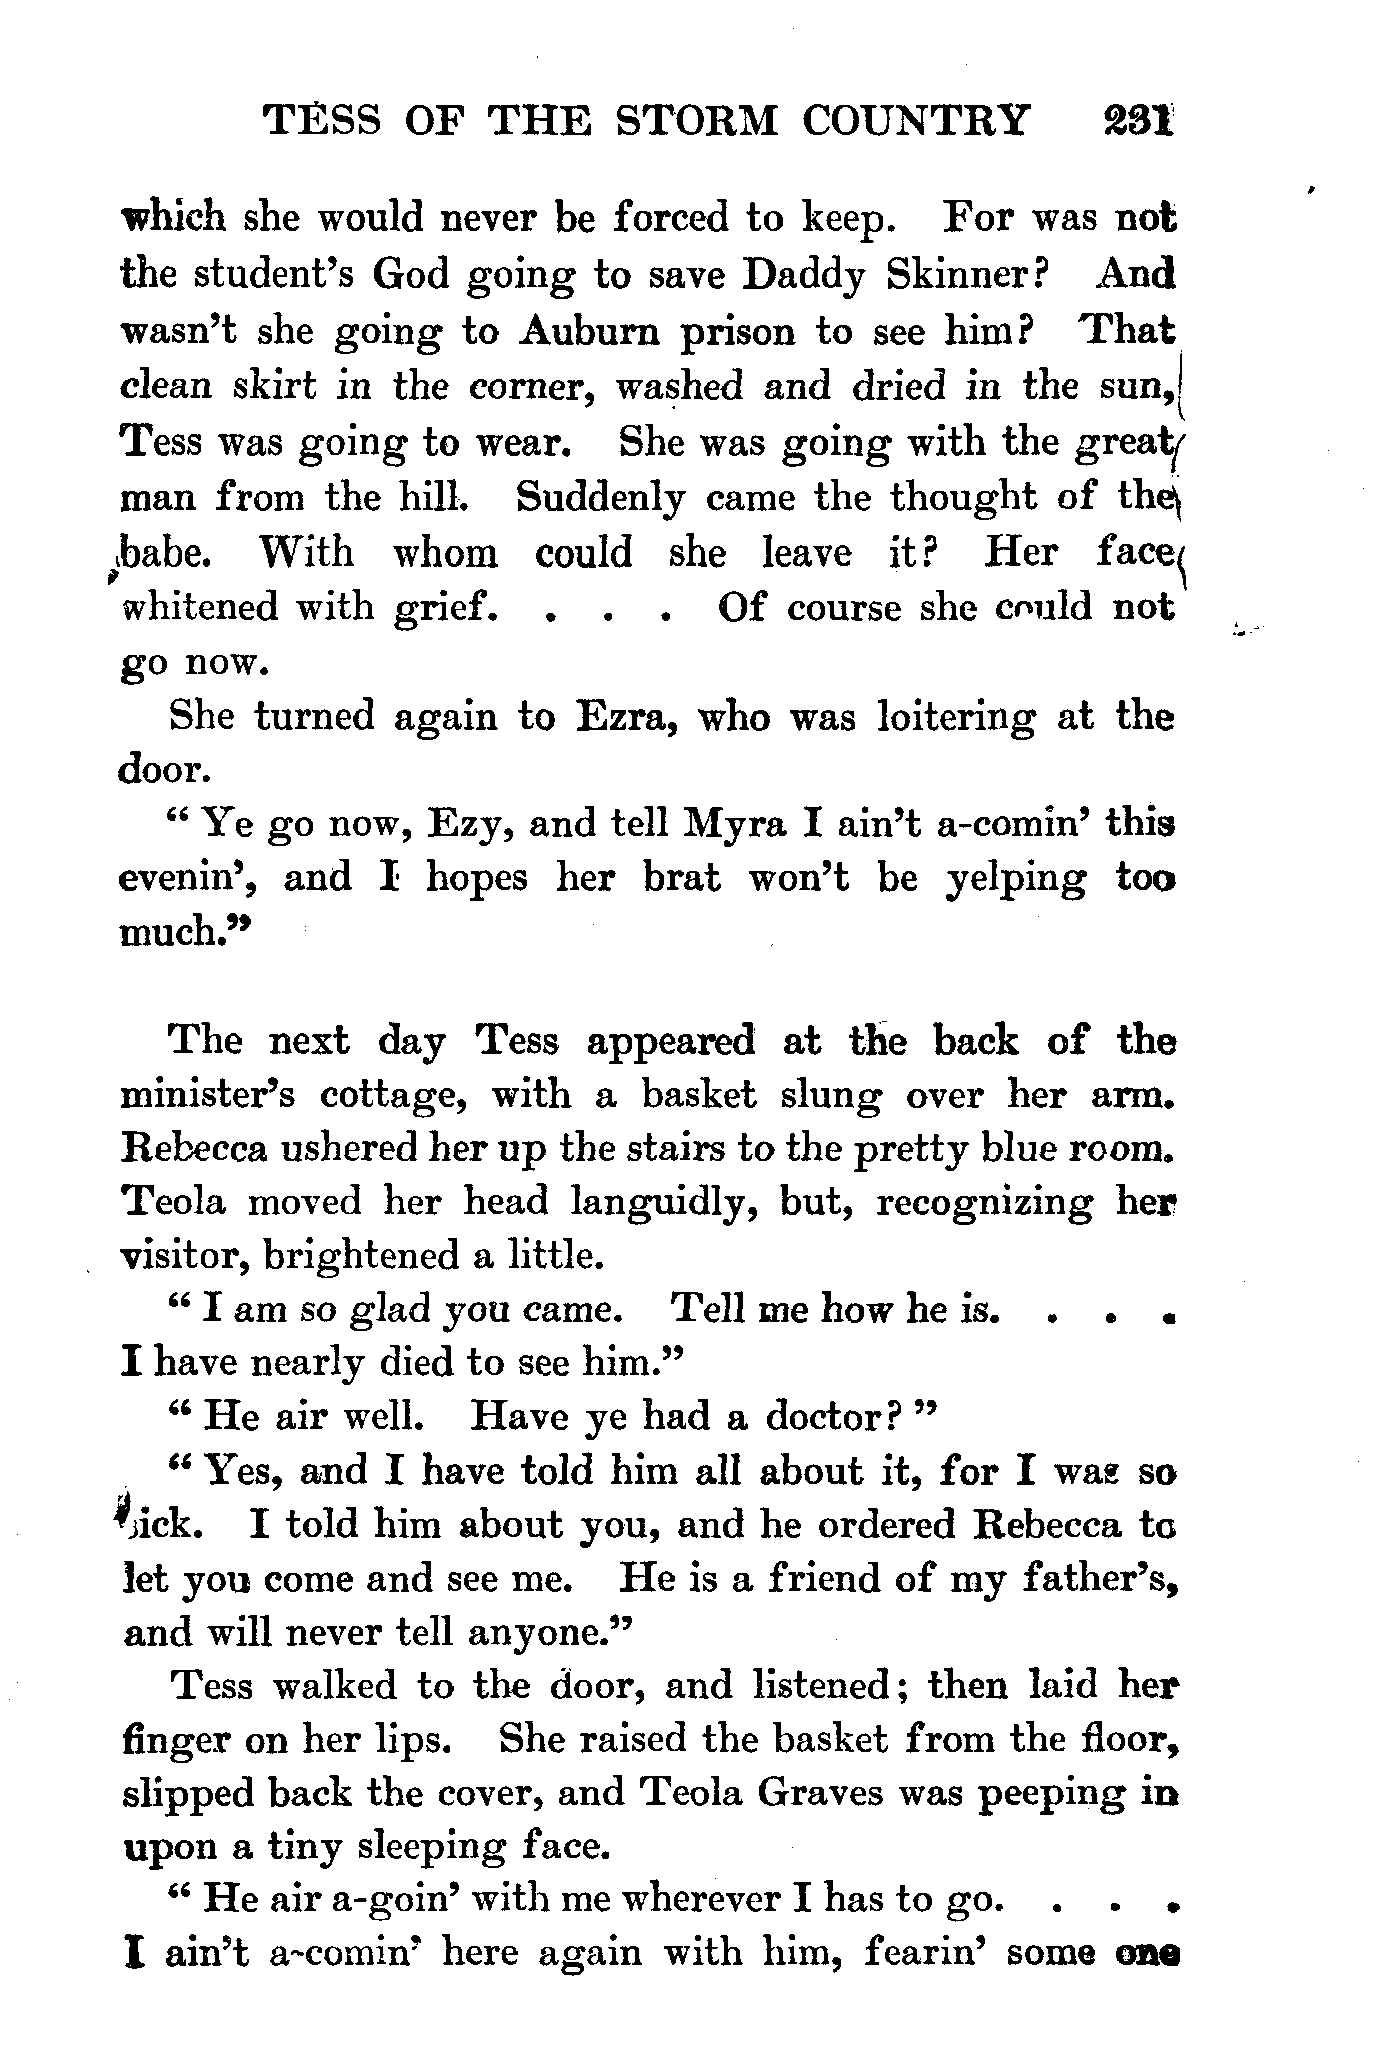 TESS OF THE STORM COUNTRY 231
which she would never be forced to keep. For was not
the student's God going to save Daddy Skinner? And
wasn't she going to Auburn prison to see him? That
clean skirt in the corner, washed and dried in the sun,
Tess was going to wear. She was going with the great
man from the hill. Suddenly came the thought of the
babe. With whom could she leave it? Her face
whitened with grief. . . . Of course she could not
go now.
She turned again to Ezra, who was loitering at the
door.
" Ye go now, Ezy, and tell Myra I ain't a-comin' this
evenin', and I hopes her brat won't be yelping too
much."
The next day Tess appeared at the back of the
minister's cottage, with a basket slung over her arm.
Rebecca ushered her up the stairs to the pretty blue room.
Teola moved her head languidly, but, recognizing her
visitor, brightened a little.
" I am so glad you came. Tell me how he is. . . .
I have nearly died to see him."
" He air well. Have ye had a doctor? "
" Yes, and I have told him all about it, for I was so
sick. I told him about you, and he ordered Rebecca to
let you come and see me. He is a friend of my father's,
and will never tell anyone."
Tess walked to the door, and listened; then laid her
finger on her lips. She raised the basket from the floor,
slipped back the cover, and Teola Graves was peeping in
upon a tiny sleeping face.
" He air a-goin' with me wherever I has to go. . . .
I ain't a-comin' here again with him, fearin' some one